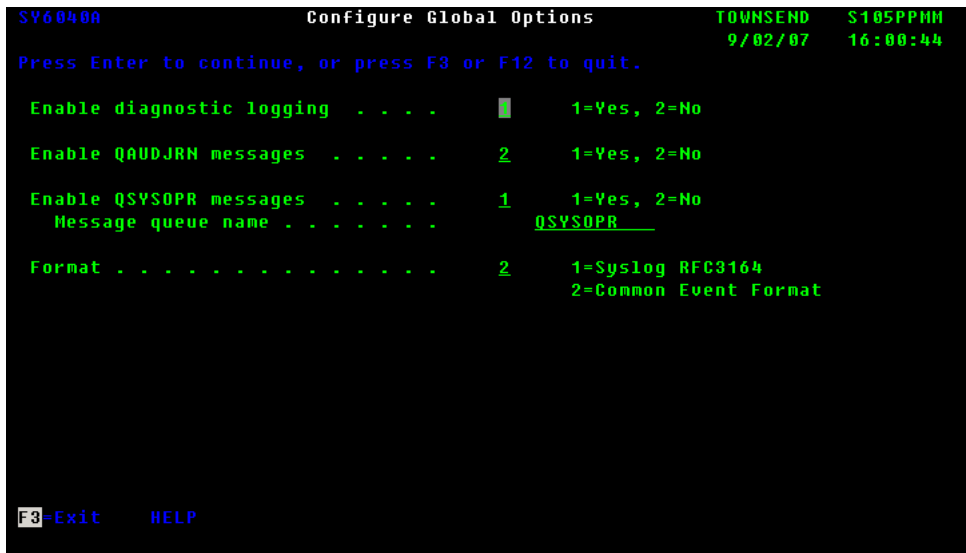 SY6040A Configure Global Options TOWNSEND S105PPMM
9/02/07 16:00:44
Press Enter to continue, or press F3 or F12 to quit.
Enable diagnostic logging . . . . 1 1=Yes, 2=No
Enable QAUDJRN messages . . . . . 2 1=Yes, 2=No
Enable QSYSOPR messages . . . . . 1 1=Yes, 2=No
Message queue name . . . . . . . QSYSOPR
Format . . . . . . . . . . . . . . 2 1=Syslog RFC3164
2=Common Event Format
F3=Exit HELP